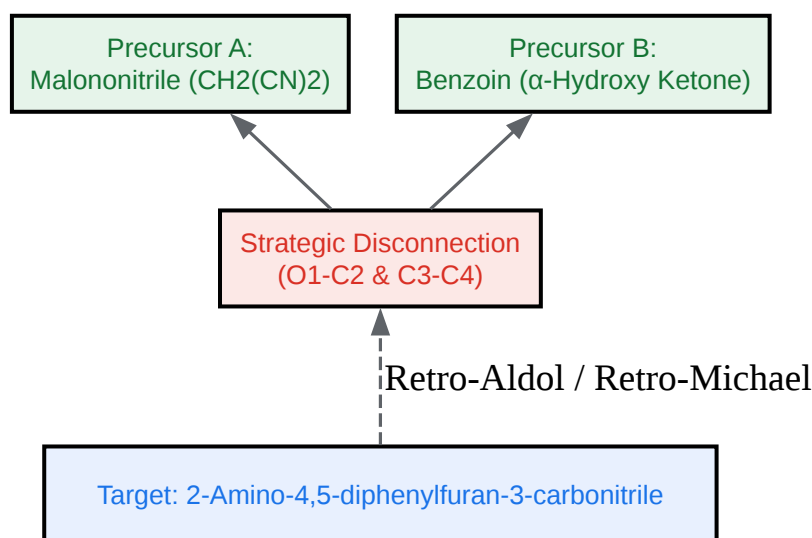 Precursor A:
Malononitrile (CH2(CN)2)
Precursor B:
Benzoin (α-Hydroxy Ketone)
Strategic Disconnection
(O1-C2 & C3-C4)
Retro-Aldol / Retro-Michael
Target: 2-Amino-4,5-diphenylfuran-3-carbonitrile